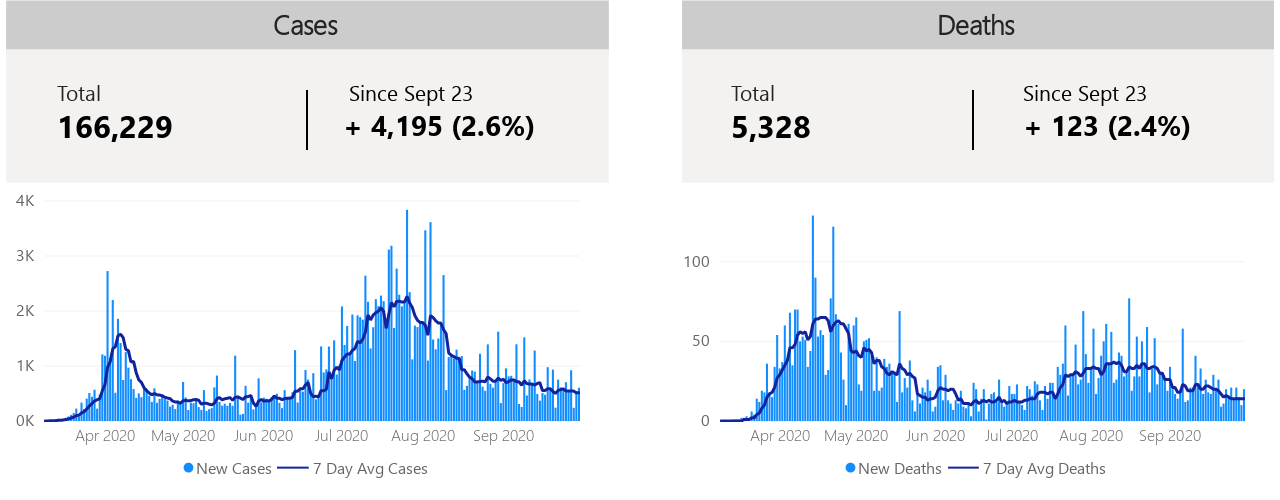 Cases
Total
166,229
Since Sept 23
+ 4,195 (2.6%)
4K
3K
2K
1K
0K
Apr 2020 May 2020 Jun 2020 Jul 2020 Aug 2020 Sep 2020
New Cases 7 Day Avg Cases
Deaths
Total
5,328
Since Sept 23
+ 123 (2.4%)
100
50
0
Apr 2020 May 2020 Jun 2020 Jul 2020 Aug 2020 Sep 2020
New Deaths 7 Day Avg Deaths